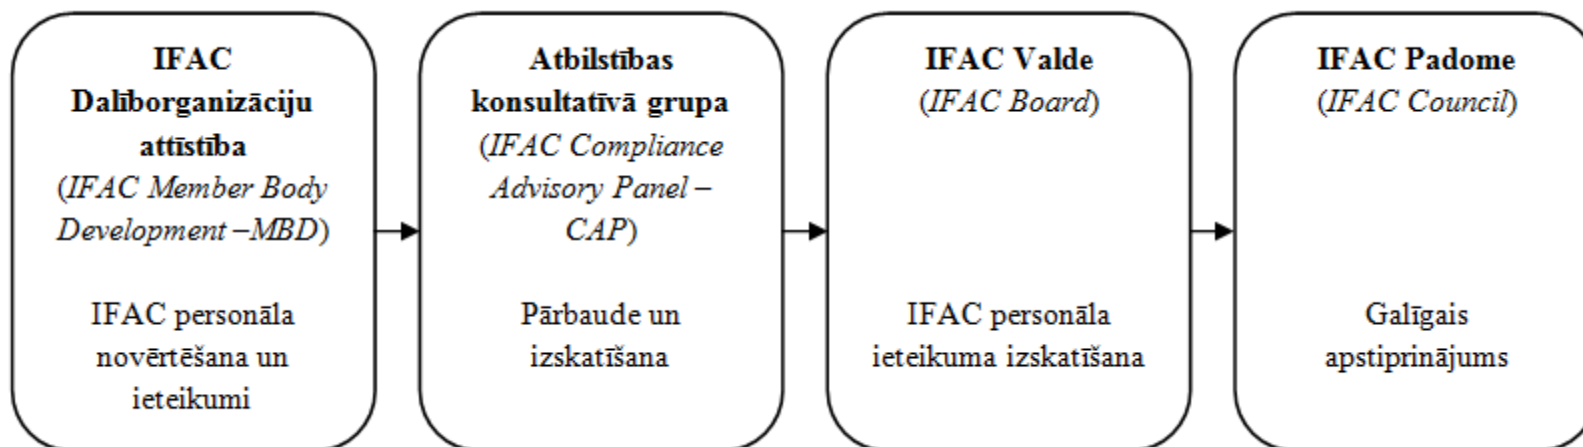 IFAC
Dalīborganizāciju
attīstība
(IFAC Member Body
Development –MBD)
IFAC personāla
novērtēšana un
ieteikumi
Atbilstības
konsultatīvā grupa
(IFAC Compliance
Advisory Panel –
CAP)
Pārbaude un
izskatīšana
IFAC Valde
(IFAC Board)
IFAC personāla
ieteikuma izskatīšana
IFAC Padome
(IFAC Council)
Galīgais
apstiprinājums